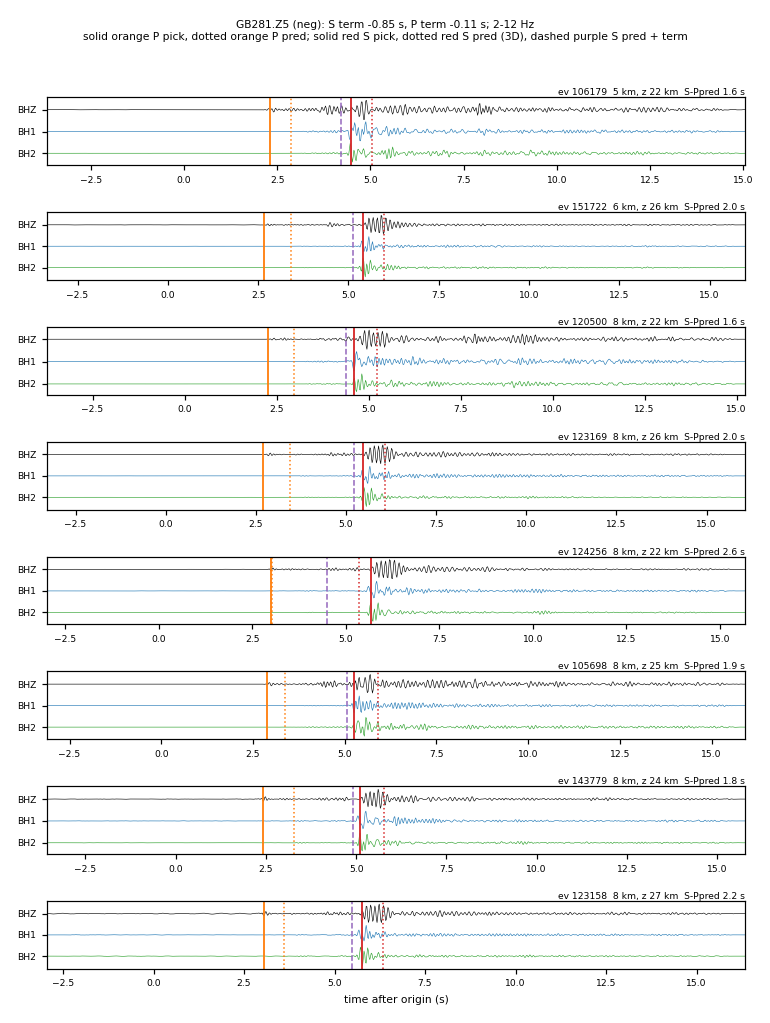 GB281.Z5 (neg): S term -0.85 s, P term -0.11 s; 2-12 Hz
solid orange P pick, dotted orange P pred; solid red S pick, dotted red S pred (3D), dashed purple S pred + term
ev 106179  5 km, z 22 km  S-Ppred 1.6 s
BHZ
BH1
BH2
−2.5 0.0 2.5 5.0 7.5 10.0 12.5 15.0
ev 151722  6 km, z 26 km  S-Ppred 2.0 s
BHZ
BH1
BH2
−2.5 0.0 2.5 5.0 7.5 10.0 12.5 15.0
ev 120500  8 km, z 22 km  S-Ppred 1.6 s
BHZ
BH1
BH2
−2.5 0.0 2.5 5.0 7.5 10.0 12.5 15.0
ev 123169  8 km, z 26 km  S-Ppred 2.0 s
BHZ
BH1
BH2
−2.5 0.0 2.5 5.0 7.5 10.0 12.5 15.0
ev 124256  8 km, z 22 km  S-Ppred 2.6 s
BHZ
BH1
BH2
−2.5 0.0 2.5 5.0 7.5 10.0 12.5 15.0
ev 105698  8 km, z 25 km  S-Ppred 1.9 s
BHZ
BH1
BH2
−2.5 0.0 2.5 5.0 7.5 10.0 12.5 15.0
ev 143779  8 km, z 24 km  S-Ppred 1.8 s
BHZ
BH1
BH2
−2.5 0.0 2.5 5.0 7.5 10.0 12.5 15.0
ev 123158  8 km, z 27 km  S-Ppred 2.2 s
BHZ
BH1
BH2
−2.5 0.0 2.5 5.0 7.5 10.0 12.5 15.0
time after origin (s)